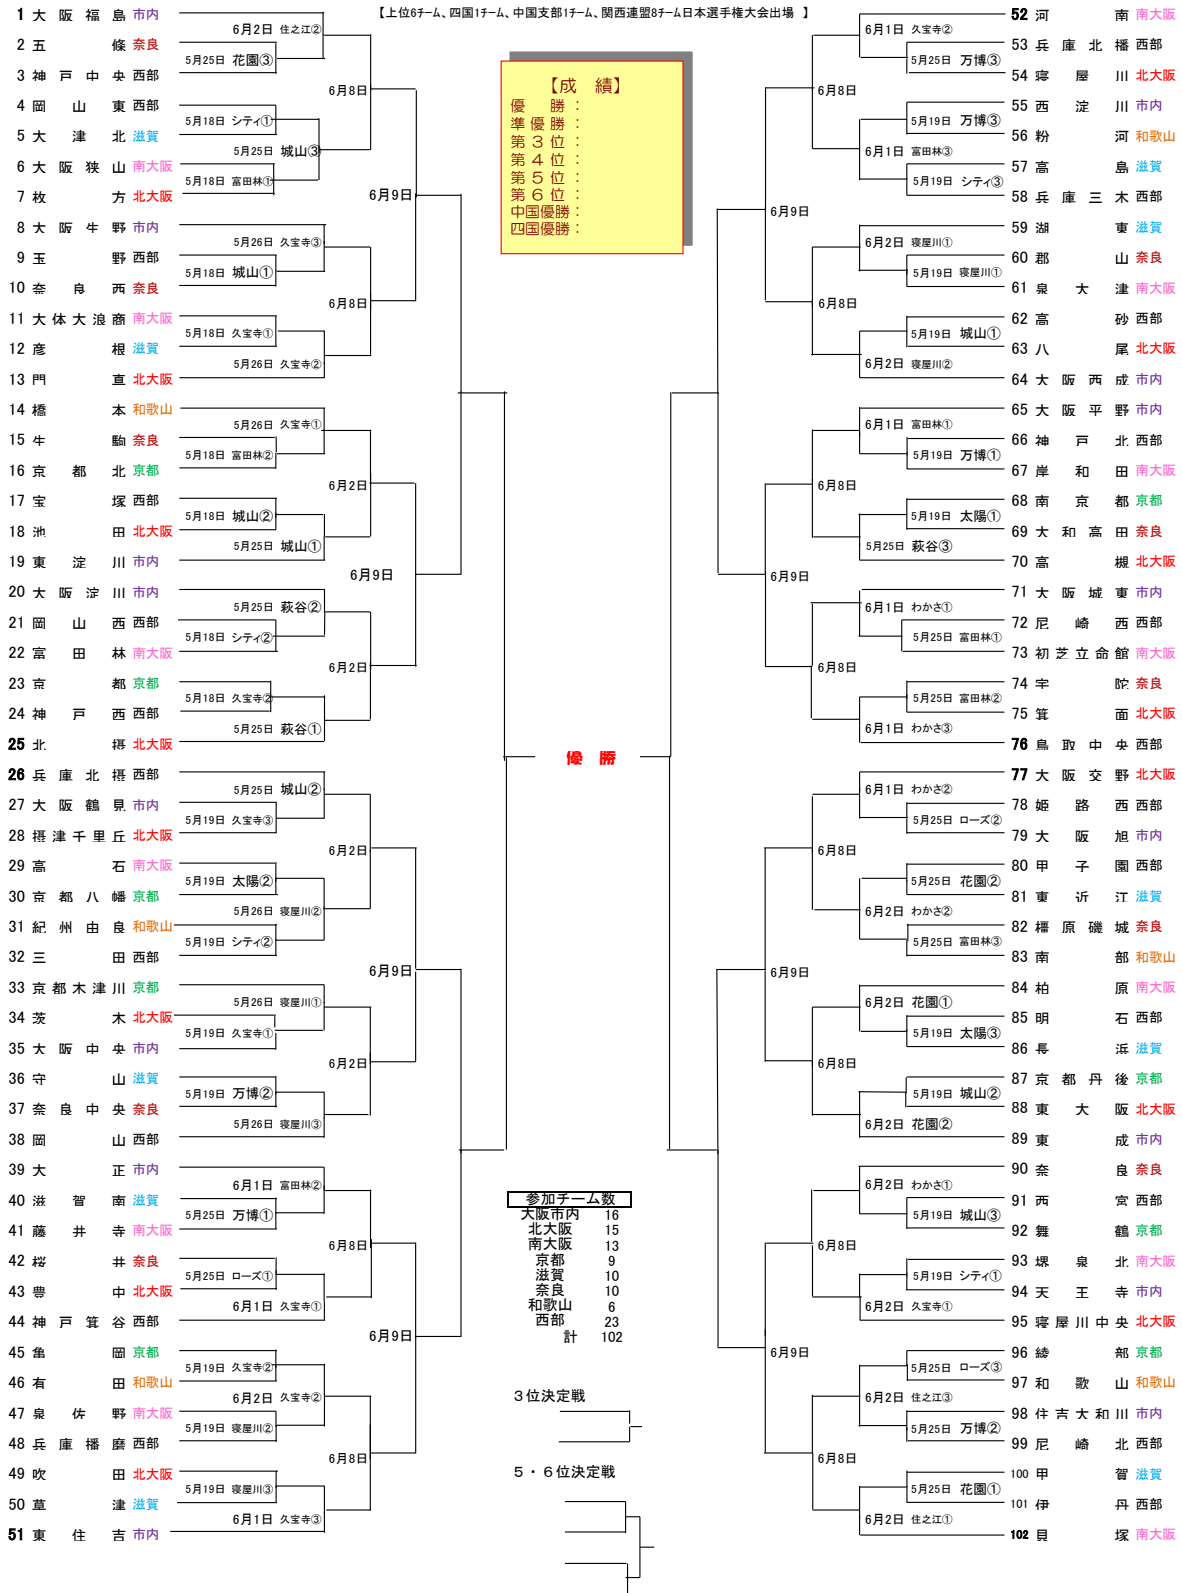 【上位6チーム、四国1チーム、中国支部1チーム、関西連盟8チーム日本選手権大会出場 】
1 大阪福島 市内
2 五條 奈良
3 神戸中央 西部
4 岡山東 西部
5 大津北 滋賀
6 大阪狭山 南大阪
7 枚方 北大阪
8 大阪生野 市内
9 玉野 西部
10 奈良西 奈良
11 大体大浪商 南大阪
12 彦根 滋賀
13 門真 北大阪
14 橋本 和歌山
15 生駒 奈良
16 京都北 京都
17 宝塚 西部
18 池田 北大阪
19 東淀川 市内
20 大阪淀川 市内
21 岡山西 西部
22 富田林 南大阪
23 京都 京都
24 神戸西 西部
25 北摂 北大阪
26 兵庫北摂 西部
27 大阪鶴見 市内
28 摂津千里丘 北大阪
29 高石 南大阪
30 京都八幡 京都
31 紀州由良 和歌山
32 三田 西部
33 京都木津川 京都
34 茨木 北大阪
35 大阪中央 市内
36 守山 滋賀
37 奈良中央 奈良
38 岡山 西部
39 大正 市内
40 滋賀南 滋賀
41 藤井寺 南大阪
42 桜井 奈良
43 豊中 北大阪
44 神戸箕谷 西部
45 亀岡 京都
46 有田 和歌山
47 泉佐野 南大阪
48 兵庫播磨 西部
49 吹田 北大阪
50 草津 滋賀
51 東住吉 市内
6月2日 住之江②
5月25日 花園③
6月8日
5月18日 シティ①
5月25日 城山③
5月18日 富田林①
6月9日
5月26日 久宝寺③
5月18日 城山①
6月8日
5月18日 久宝寺①
5月26日 久宝寺②
5月26日 久宝寺①
5月18日 富田林②
6月2日
5月18日 城山②
5月25日 城山①
6月9日
5月25日 萩谷②
5月18日 シティ②
6月2日
5月18日 久宝寺②
5月25日 萩谷①
5月25日 城山②
5月19日 久宝寺③
6月2日
5月19日 太陽②
5月26日 寝屋川②
5月19日 シティ②
6月9日
5月26日 寝屋川①
5月19日 久宝寺①
6月2日
5月19日 万博②
5月26日 寝屋川③
6月1日 富田林②
5月25日 万博①
6月8日
5月25日 ローズ①
6月1日 久宝寺①
6月9日
5月19日 久宝寺②
6月2日 久宝寺②
5月19日 寝屋川②
6月8日
5月19日 寝屋川③
6月1日 久宝寺③
【成 績】
優 勝：
準優勝：
第3位：
第4位：
第5位：
第6位：
中国優勝：
四国優勝：
優 勝
参加チーム数
大阪市内 16
北大阪 15
南大阪 13
京都 9
滋賀 10
奈良 10
和歌山 6
西部 23
計 102
3位決定戦
5・6位決定戦
6月1日 久宝寺②
5月25日 万博③
6月8日
5月19日 万博③
6月1日 富田林③
5月19日 シティ③
6月9日
6月2日 寝屋川①
5月19日 寝屋川①
6月8日
5月19日 城山①
6月2日 寝屋川②
6月1日 富田林①
5月19日 万博①
6月8日
5月19日 太陽①
5月25日 萩谷③
6月9日
6月1日 わかさ①
5月25日 富田林①
6月8日
5月25日 富田林②
6月1日 わかさ③
6月1日 わかさ②
5月25日 ローズ②
6月8日
5月25日 花園②
6月2日 わかさ②
5月25日 富田林③
6月9日
6月2日 花園①
5月19日 太陽③
6月8日
5月19日 城山②
6月2日 花園②
6月2日 わかさ①
5月19日 城山③
6月8日
5月19日 シティ①
6月2日 久宝寺①
6月9日
5月25日 ローズ③
6月2日 住之江③
5月25日 万博②
6月8日
5月25日 花園①
6月2日 住之江①
52 河南 南大阪
53 兵庫北播 西部
54 寝屋川 北大阪
55 西淀川 市内
56 粉河 和歌山
57 高島 滋賀
58 兵庫三木 西部
59 湖東 滋賀
60 郡山 奈良
61 泉大津 南大阪
62 高砂 西部
63 八尾 北大阪
64 大阪西成 市内
65 大阪平野 市内
66 神戸北 西部
67 岸和田 南大阪
68 南京都 京都
69 大和高田 奈良
70 高槻 北大阪
71 大阪城東 市内
72 尼崎西 西部
73 初芝立命館 南大阪
74 宇陀 奈良
75 箕面 北大阪
76 鳥取中央 西部
77 大阪交野 北大阪
78 姫路西 西部
79 大阪旭 市内
80 甲子園 西部
81 東近江 滋賀
82 橿原磯城 奈良
83 南部 和歌山
84 柏原 南大阪
85 明石 西部
86 長浜 滋賀
87 京都丹後 京都
88 東大阪 北大阪
89 東成 市内
90 奈良 奈良
91 西宮 西部
92 舞鶴 京都
93 堺泉北 南大阪
94 天王寺 市内
95 寝屋川中央 北大阪
96 綾部 京都
97 和歌山 和歌山
98 住吉大和川 市内
99 尼崎北 西部
100 甲賀 滋賀
101 伊丹 西部
102 貝塚 南大阪